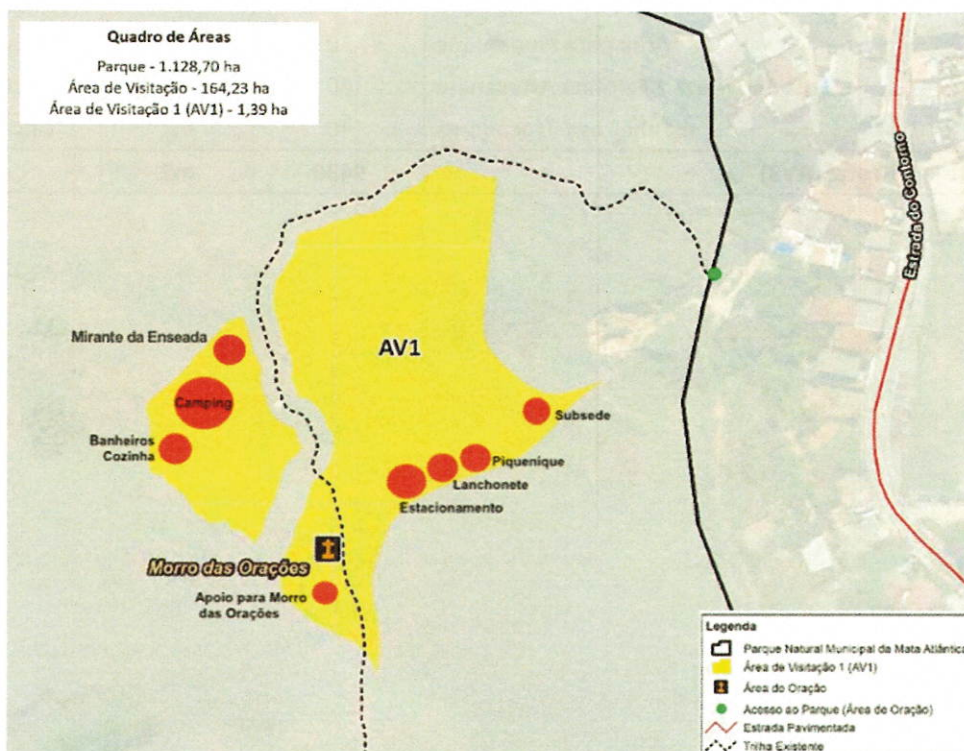 Quadro de Áreas
Parque - 1.128,70 ha
Área de Visitação - 164,23 ha
Área de Visitação 1 (AV1) - 1,39 ha
Estrada do Contorno
Mirante da Enseada
AV1
Camping
Subsede
Banheiros
Cozinha
Piquenique
Lanchonete
Estacionamento
Morro das Orações
Apoio para Morro
das Orações
Legenda
Parque Natural Municipal da Mata Atlântica
Área de Visitação 1 (AV1)
Área do Oração
Acesso ao Parque (Área de Oração)
Estrada Pavimentada
Trilha Existente